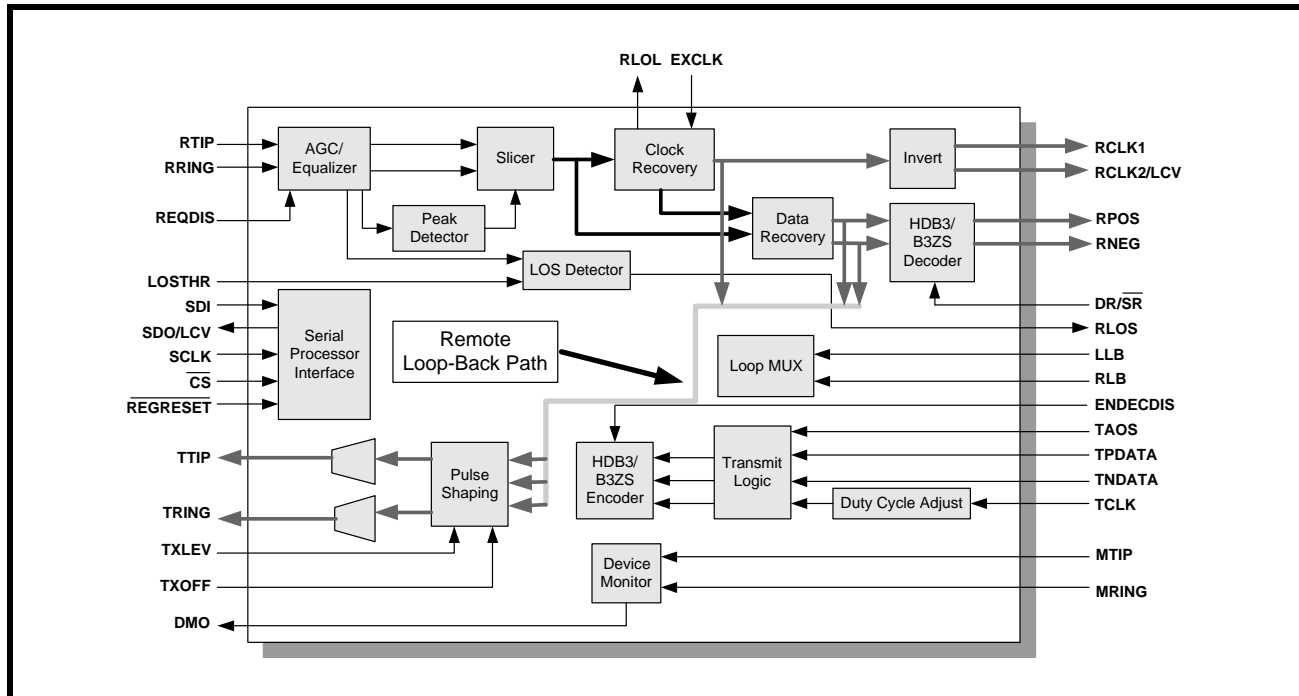 RLOL EXCLK
RTIP
RRING
REQDIS
LOSTHR
SDI
SDO/LCV
SCLK
CS
REGRESET
TTIP
TRING
TXLEV
TXOFF
DMO
AGC/
Equalizer
Slicer
Clock
Recovery
Invert
Peak
Detector
Data
Recovery
HDB3/
B3ZS
Decoder
LOS Detector
Serial
Processor
Interface
Remote
Loop-Back Path
Loop MUX
Pulse
Shaping
HDB3/
B3ZS
Encoder
Transmit
Logic
Duty Cycle Adjust
Device
Monitor
RCLK1
RCLK2/LCV
RPOS
RNEG
DR/SR
RLOS
LLB
RLB
ENDECDIS
TAOS
TPDATA
TNDATA
TCLK
MTIP
MRING